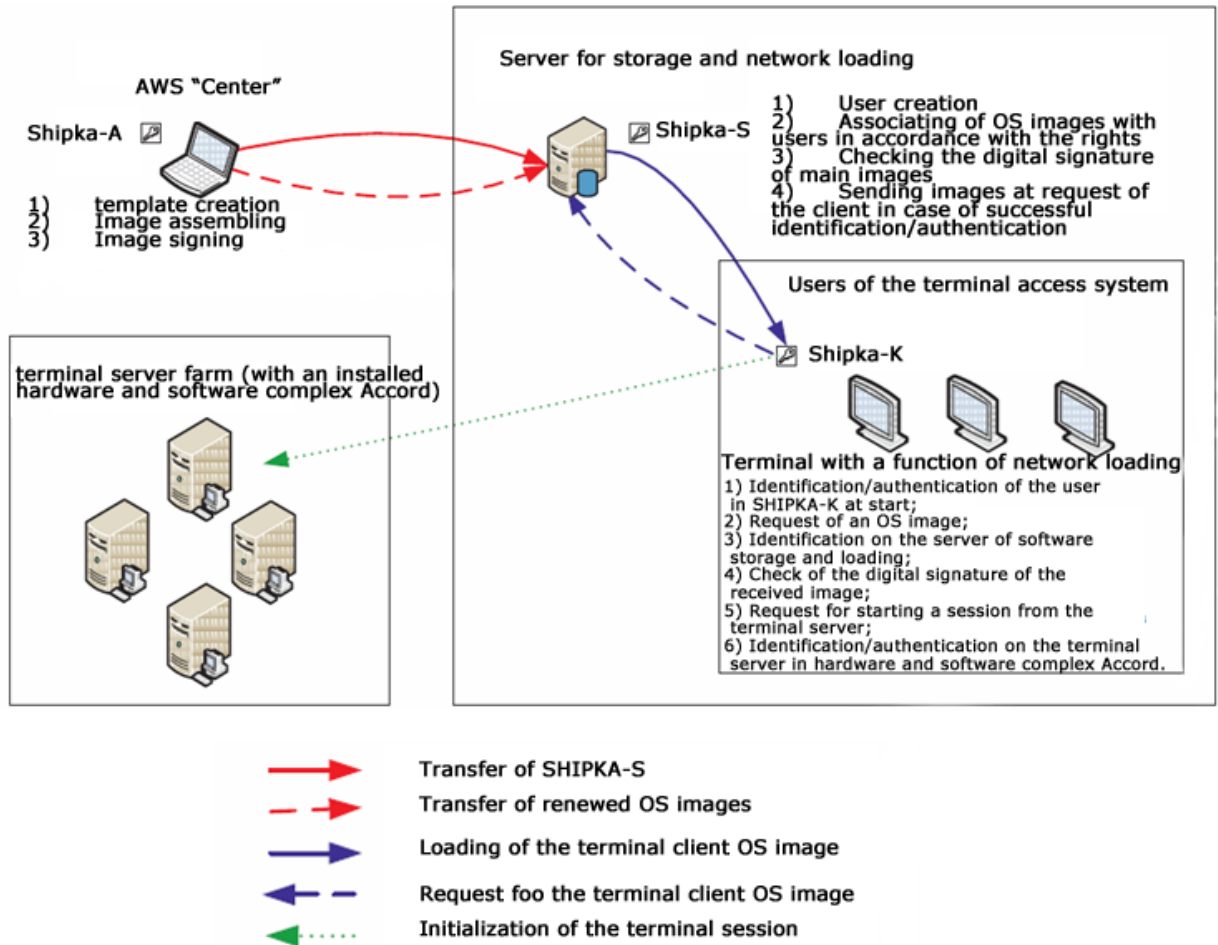 AWS “Center”
Shipka-A
1) template creation
2) Image assembling
3) Image signing
Server for storage and network loading
Shipka-S
1) User creation
2) Associating of OS images with
users in accordance with the rights
3) Checking the digital signature
of main images
4) Sending images at request of
the client in case of successful
identification/authentication
Users of the terminal access system
Shipka-K
Terminal with a function of network loading
1) Identification/authentication of the user
in SHIPKA-K at start;
2) Request of an OS image;
3) Identification on the server of software
storage and loading;
4) Check of the digital signature of the
received image;
5) Request for starting a session from the
terminal server;
6) Identification/authentication on the terminal
server in hardware and software complex Accord.
terminal server farm (with an installed
hardware and software complex Accord)
Transfer of SHIPKA-S
Transfer of renewed OS images
Loading of the terminal client OS image
Request foo the terminal client OS image
Initialization of the terminal session